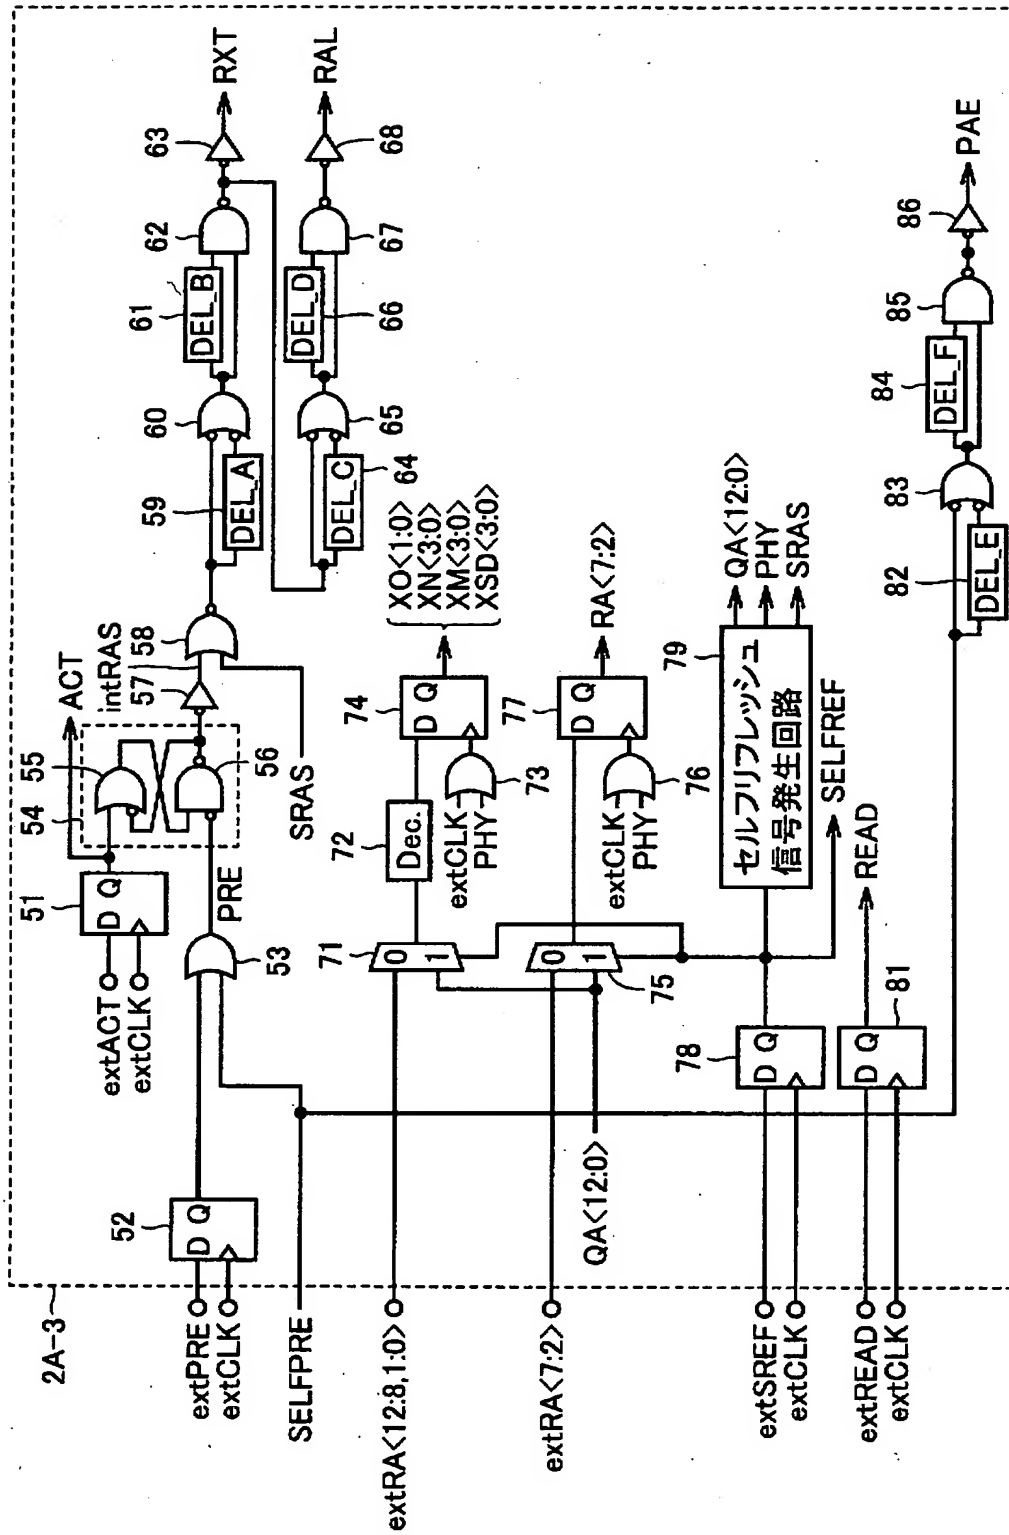 2A-3
extPRE
extCLK
52
D Q
SELFPRE
extACT
extCLK
51
D Q
ACT
53
PRE
54
55
56
57
intRAS
58
SRAS
59
DEL_A
60
61
DEL_B
62
63
RXT
64
DEL_C
65
66
DEL_D
67
68
RAL
extRA<12:8,1:0>
71
0
1
72
Dec.
extCLK
PHY
73
74
D Q
XO<1:0>
XN<3:0>
XM<3:0>
XSD<3:0>
extRA<7:2>
QA<12:0>
75
0
1
extCLK
PHY
76
77
D Q
RA<7:2>
extSREF
extCLK
78
D Q
79
セルフリフレッシュ
信号発生回路
QA<12:0>
PHY
SRAS
SELFREF
extREAD
extCLK
81
D Q
READ
82
DEL_E
83
84
DEL_F
85
86
PAE